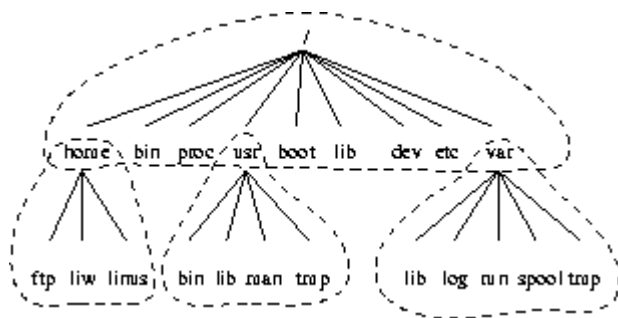 /
home bin proc usr boot lib dev etc var
ftp liw linus bin lib man tmp lib log run spool tmp